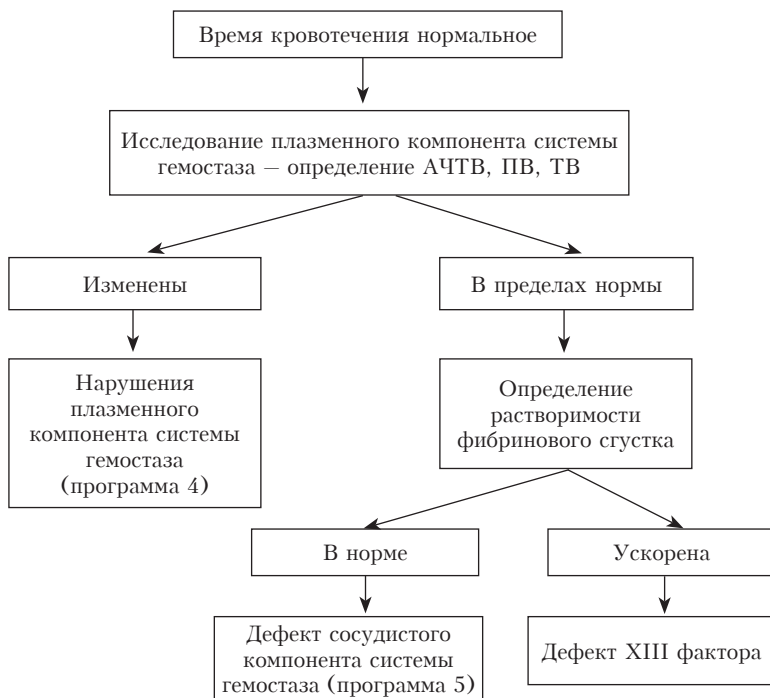 Время кровотечения нормальное
Исследование плазменного компонента системы
гемостаза — определение АЧТВ, ПВ, ТВ
Изменены
В пределах нормы
Нарушения
плазменного
компонента системы
гемостаза
(программа 4)
Определение
растворимости
фибринового сгустка
В норме
Ускорена
Дефект сосудистого
компонента системы
гемостаза (программа 5)
Дефект XIII фактора